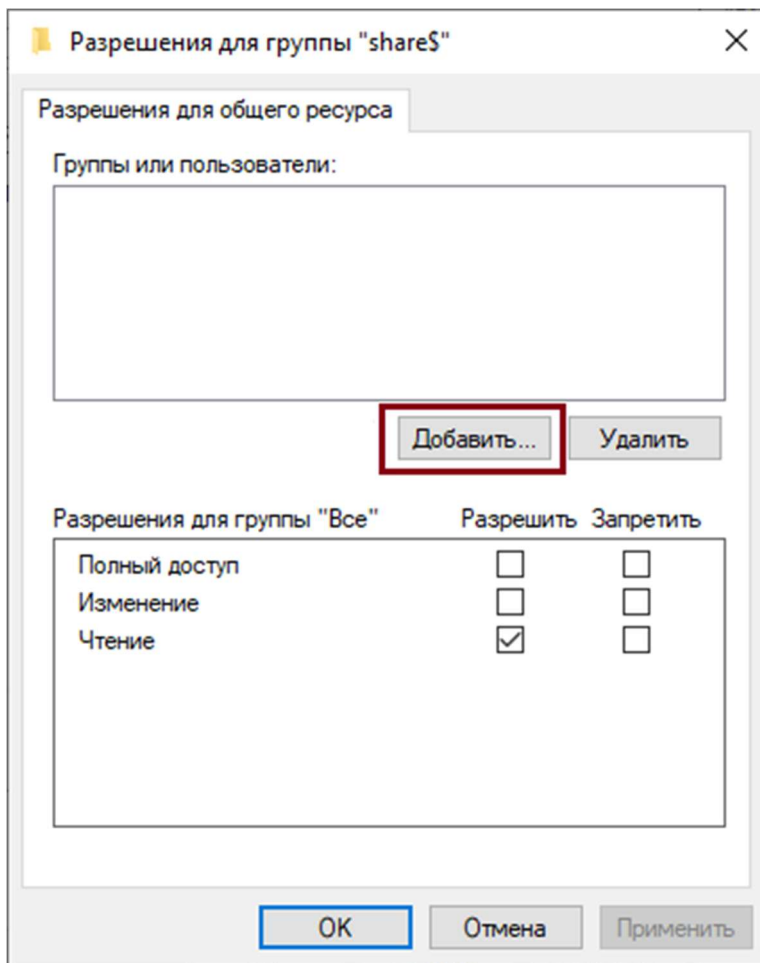 Разрешения для группы "share$"
Разрешения для общего ресурса
Группы или пользователи:
Добавить... Удалить
Разрешения для группы "Все" Разрешить Запретить
Полный доступ
Изменение
Чтение
ОК Отмена Применить